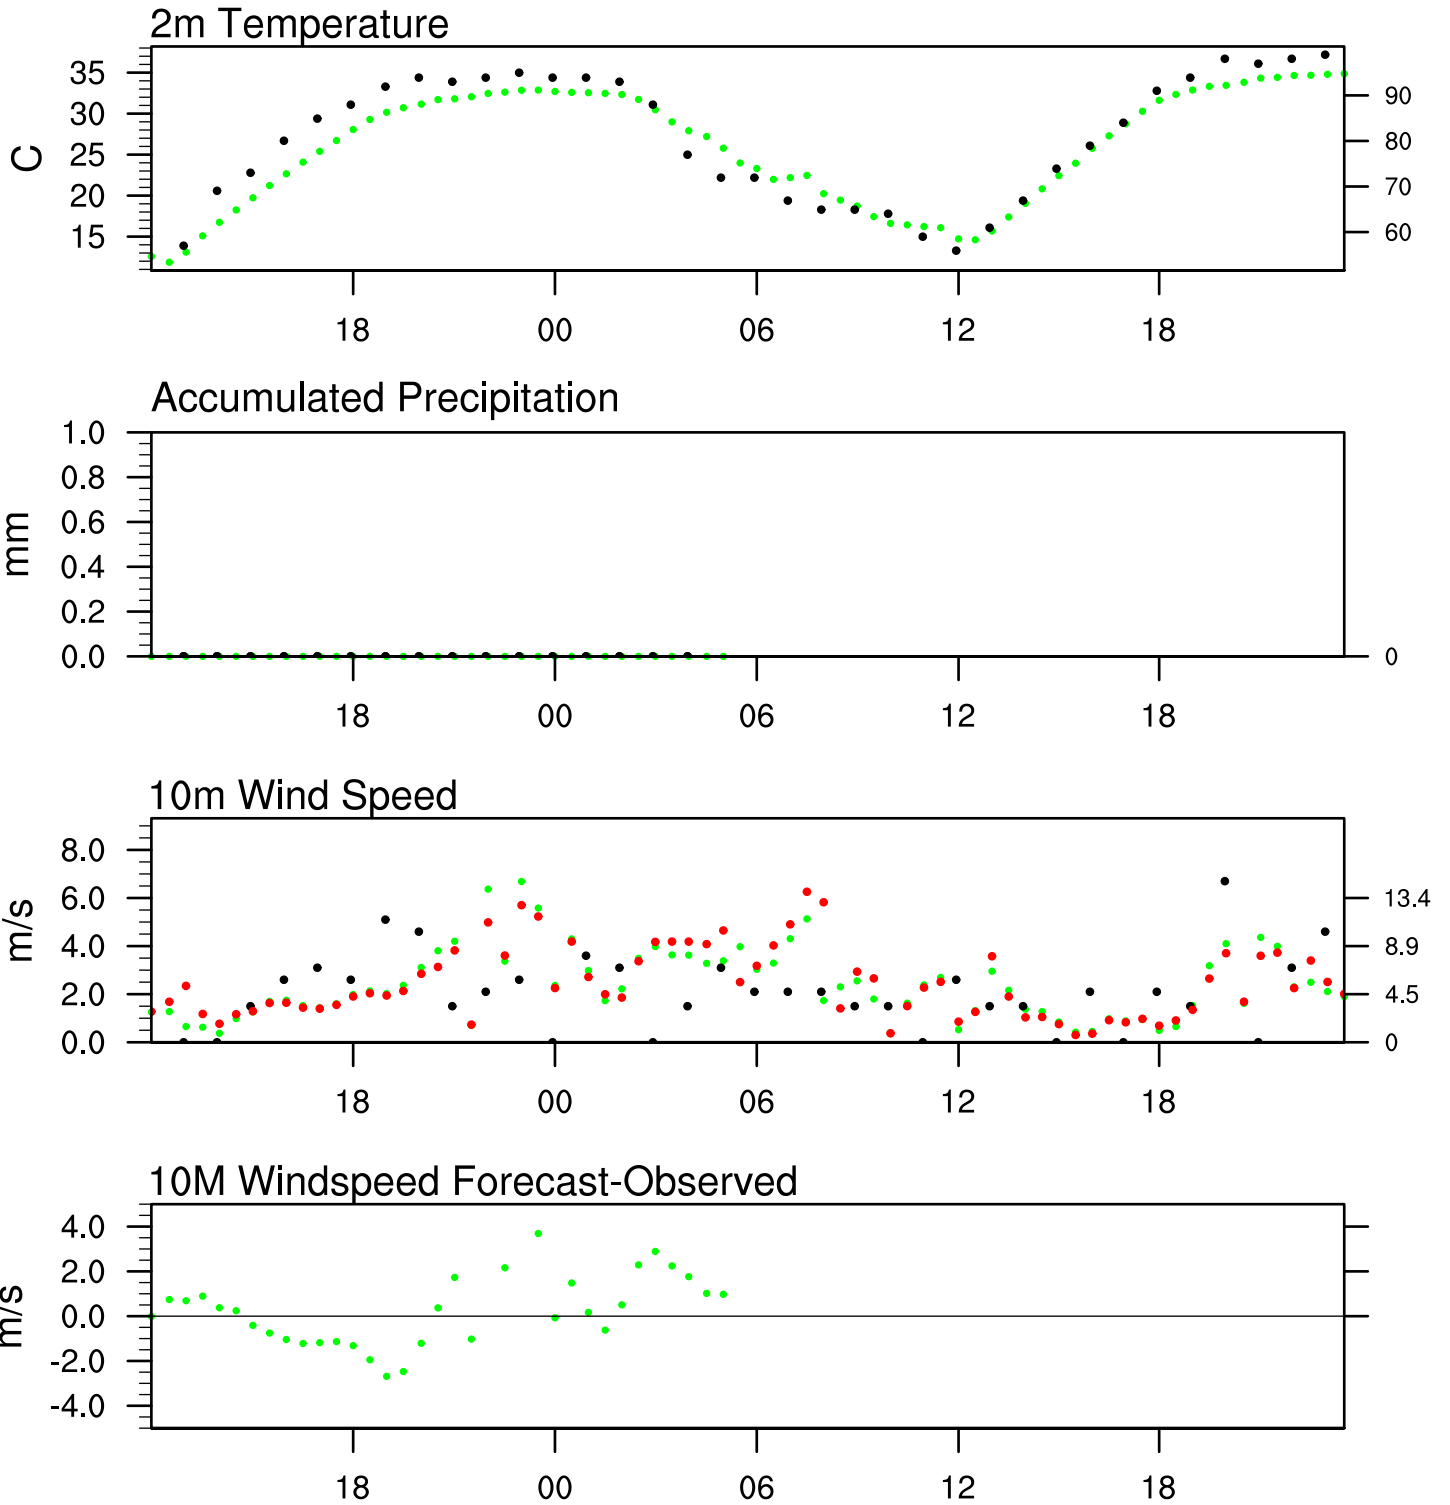 2m Temperature
35
30
25
20
15
C
90
80
70
60
18 00 06 12 18
Accumulated Precipitation
1.0
0.8
0.6
0.4
0.2
0.0
mm
0
18 00 06 12 18
10m Wind Speed
8.0
6.0
4.0
2.0
0.0
m/s
13.4
8.9
4.5
0
18 00 06 12 18
10M Windspeed Forecast-Observed
4.0
2.0
0.0
-2.0
-4.0
m/s
18 00 06 12 18